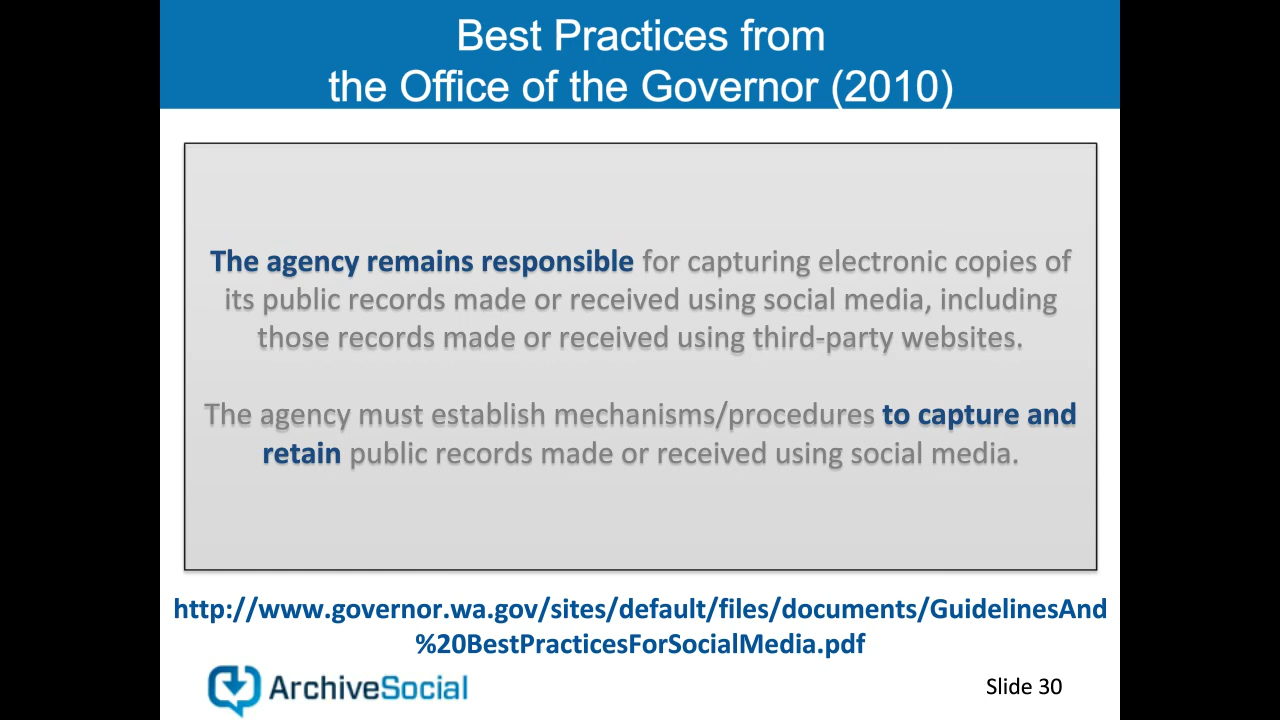 Best Practices from
the Office of the Governor (2010)
The agency remains responsible for capturing electronic copies of
its public records made or received using social media, including
those records made or received using third-party websites.
The agency must establish mechanisms/procedures to capture and
retain public records made or received using social media.
http://www.governor.wa.gov/sites/default/files/documents/GuidelinesAnd
%20BestPracticesForSocialMedia.pdf
ArchiveSocial
Slide 30